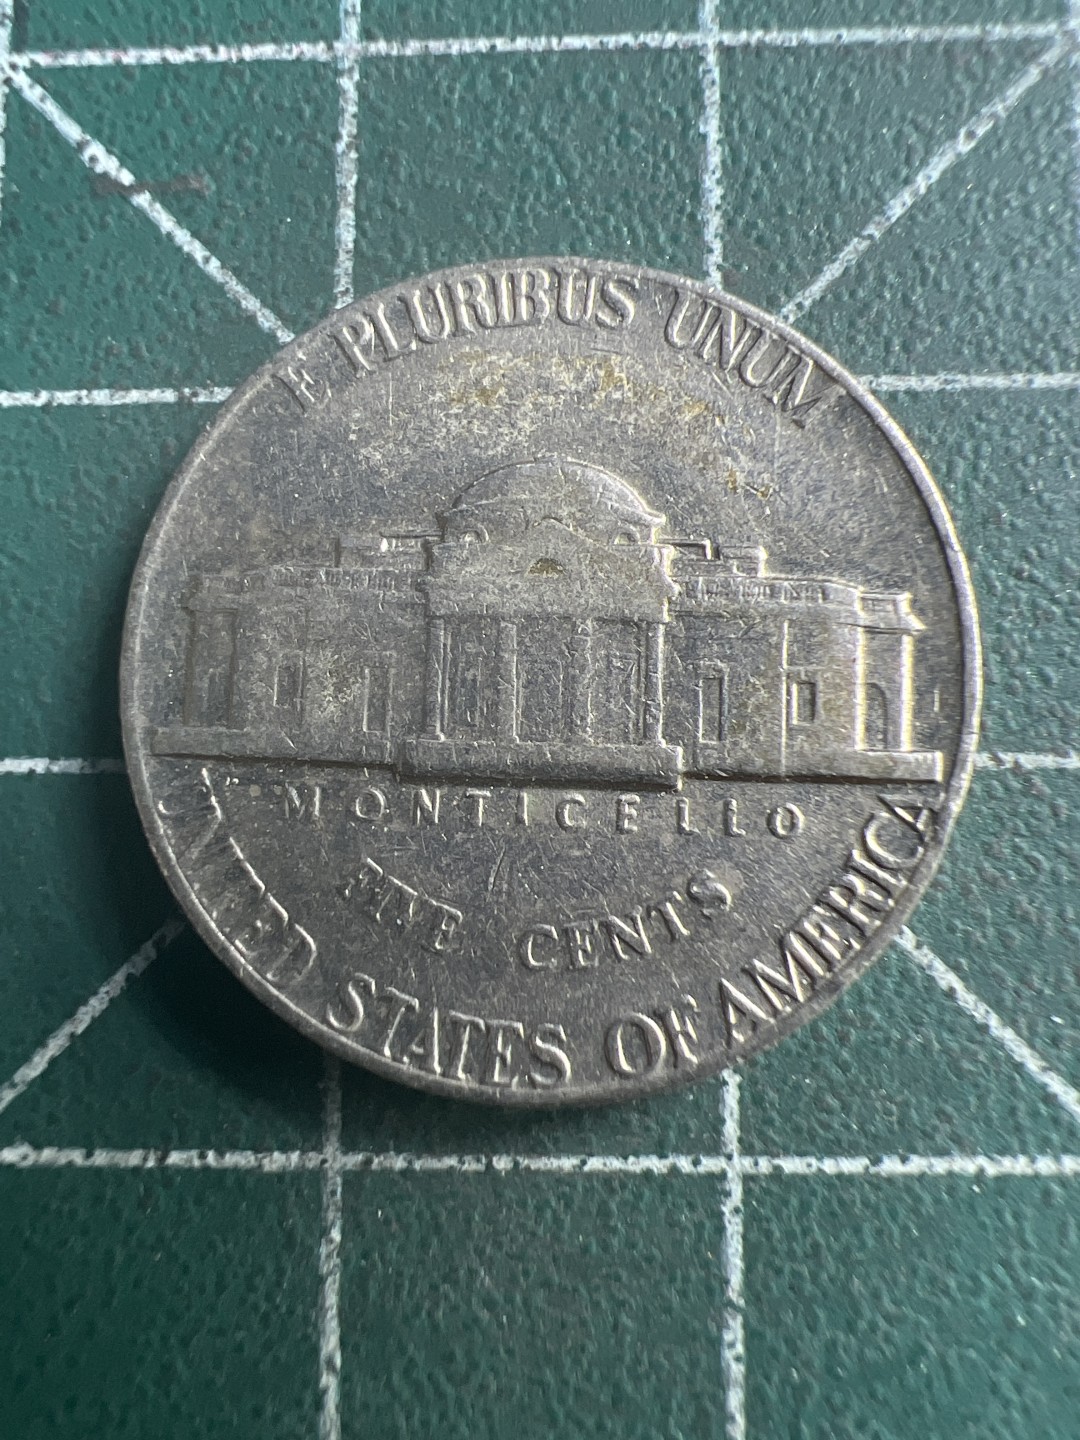 E PLURIBUS UNUM
MONTICELLO
FIVE CENTS
UNITED STATES OF AMERICA